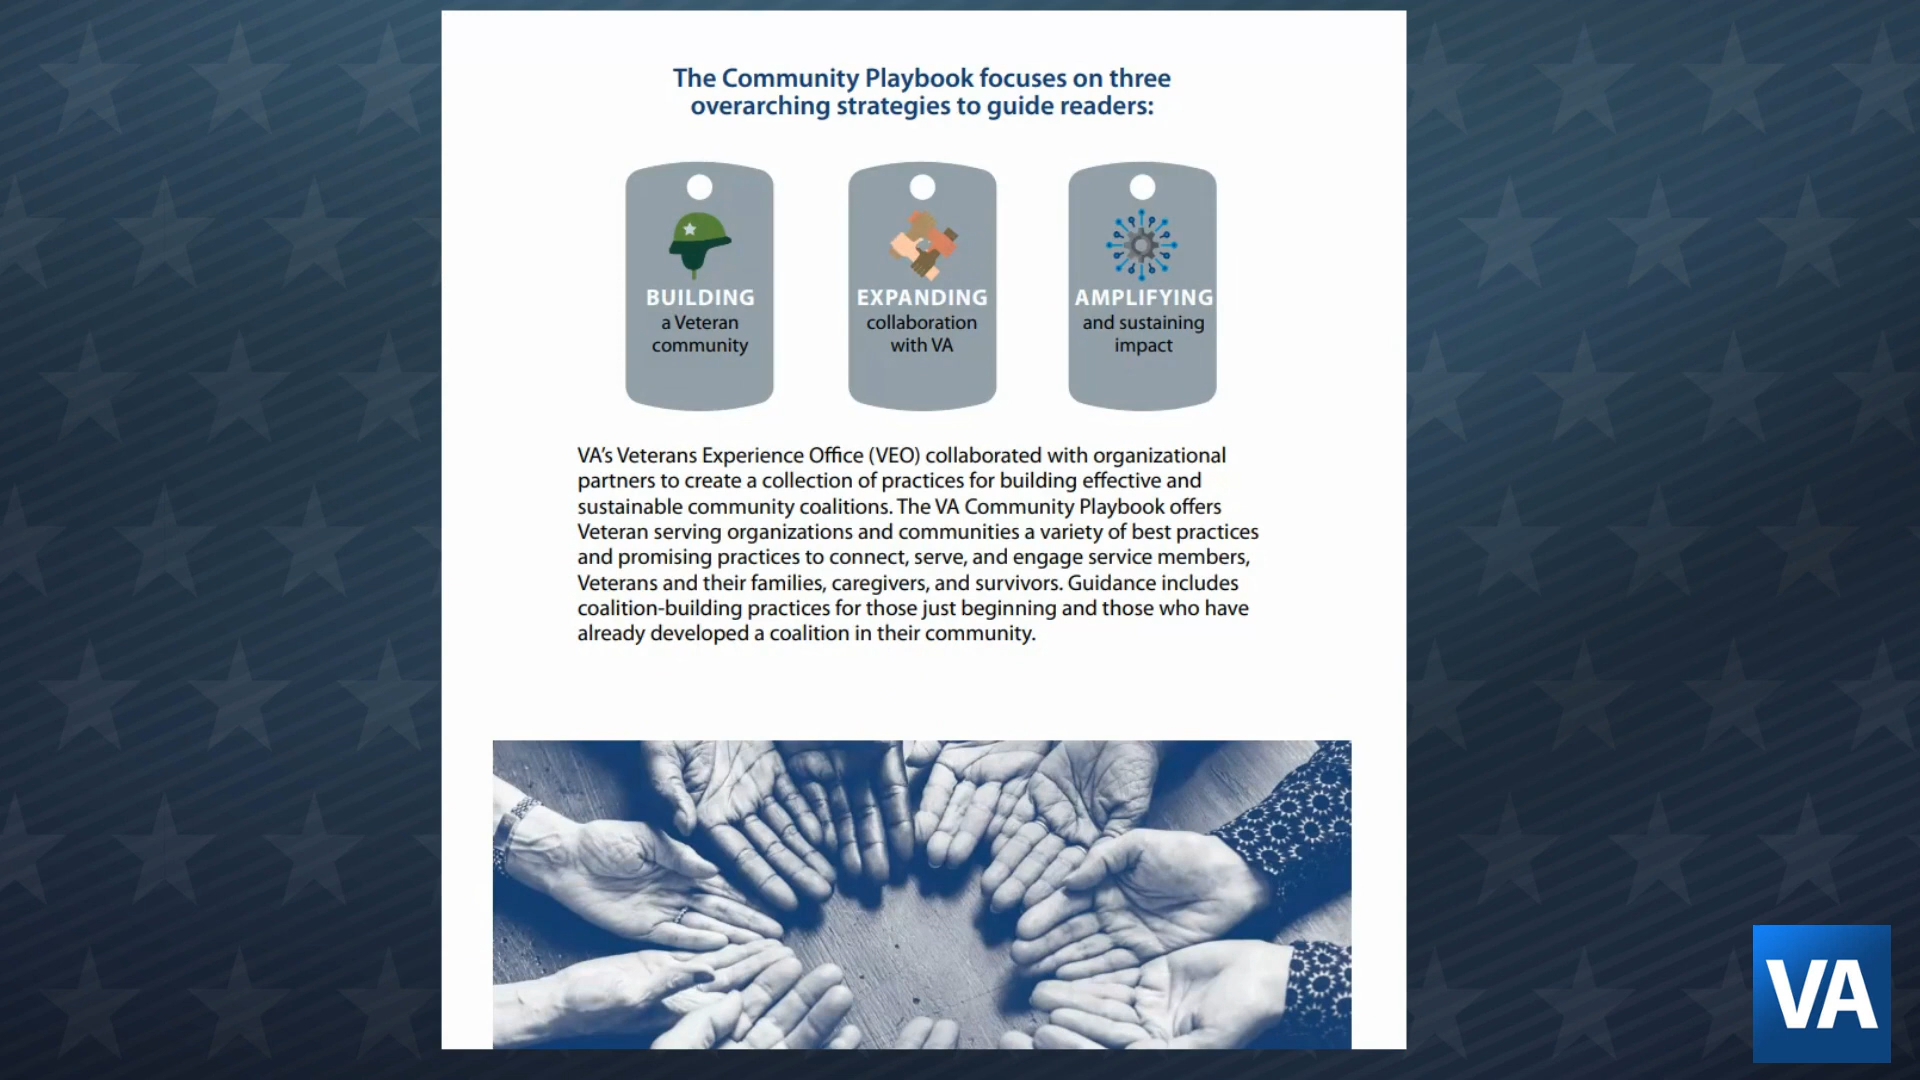 The Community Playbook focuses on three
overarching strategies to guide readers:
BUILDING
a Veteran
community
EXPANDING
collaboration
with VA
AMPLIFYING
and sustaining
impact
VA's Veterans Experience Office (VEO) collaborated with organizational
partners to create a collection of practices for building effective and
sustainable community coalitions. The VA Community Playbook offers
Veteran serving organizations and communities a variety of best practices
and promising practices to connect, serve, and engage service members,
Veterans and their families, caregivers, and survivors. Guidance includes
coalition-building practices for those just beginning and those who have
already developed a coalition in their community.
VA